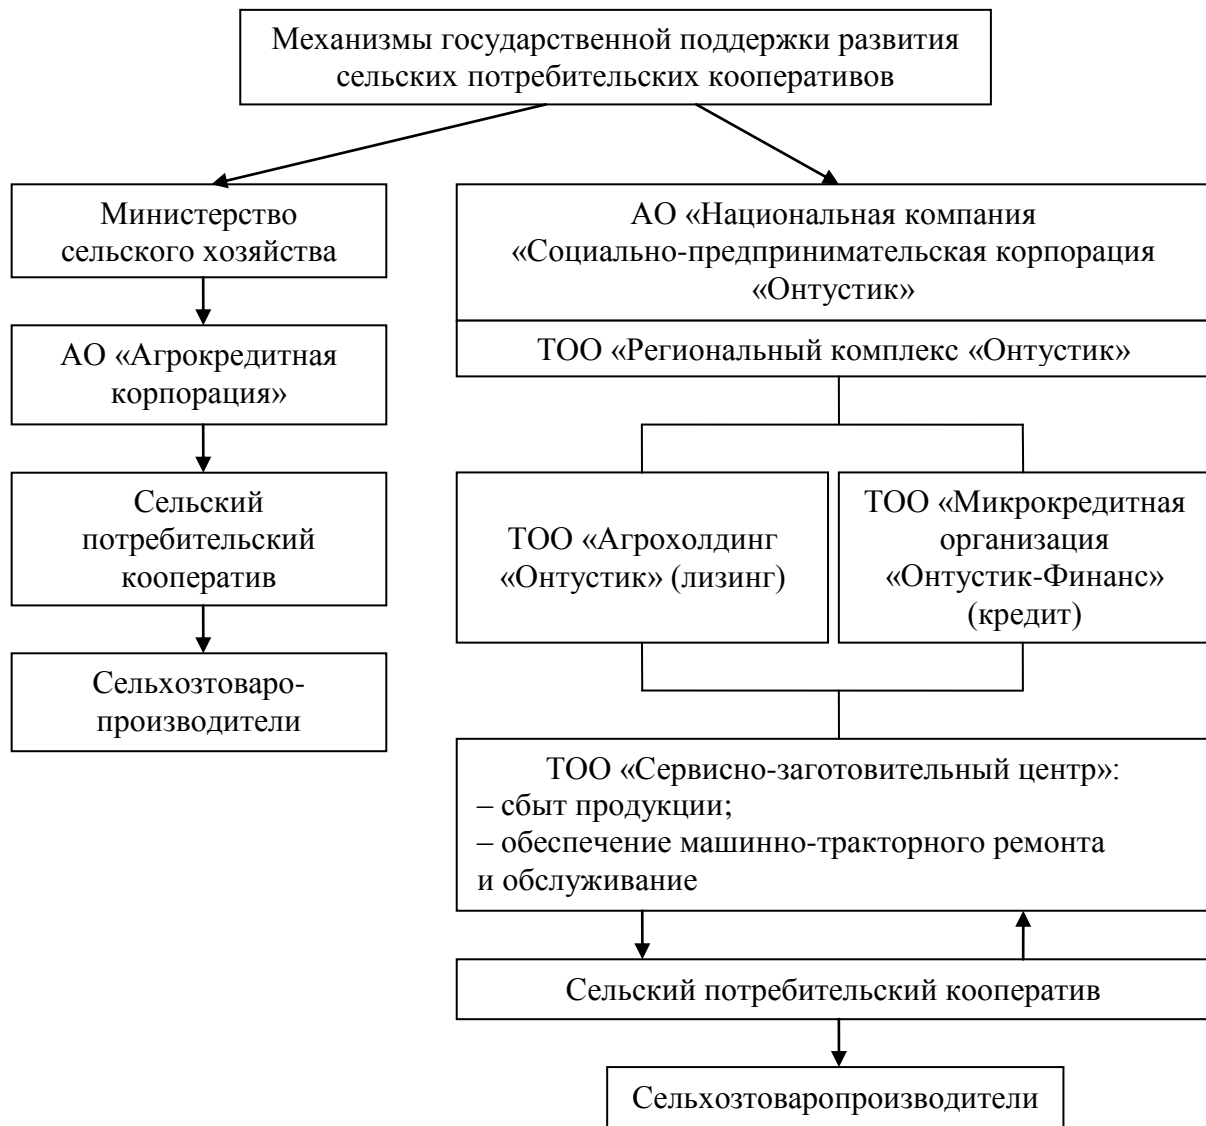 Механизмы государственной поддержки развития
сельских потребительских кооперативов
Министерство
сельского хозяйства
АО «Агрокредитная
корпорация»
Сельский
потребительский
кооператив
Сельхозтоваро-
производители
АО «Национальная компания
«Социально-предпринимательская корпорация
«Онтустик»
ТОО «Региональный комплекс «Онтустик»
ТОО «Агрохолдинг
«Онтустик» (лизинг)
ТОО «Микрокредитная
организация
«Онтустик-Финанс»
(кредит)
ТОО «Сервисно-заготовительный центр»:
– сбыт продукции;
– обеспечение машинно-тракторного ремонта
и обслуживание
Сельский потребительский кооператив
Сельхозтоваропроизводители